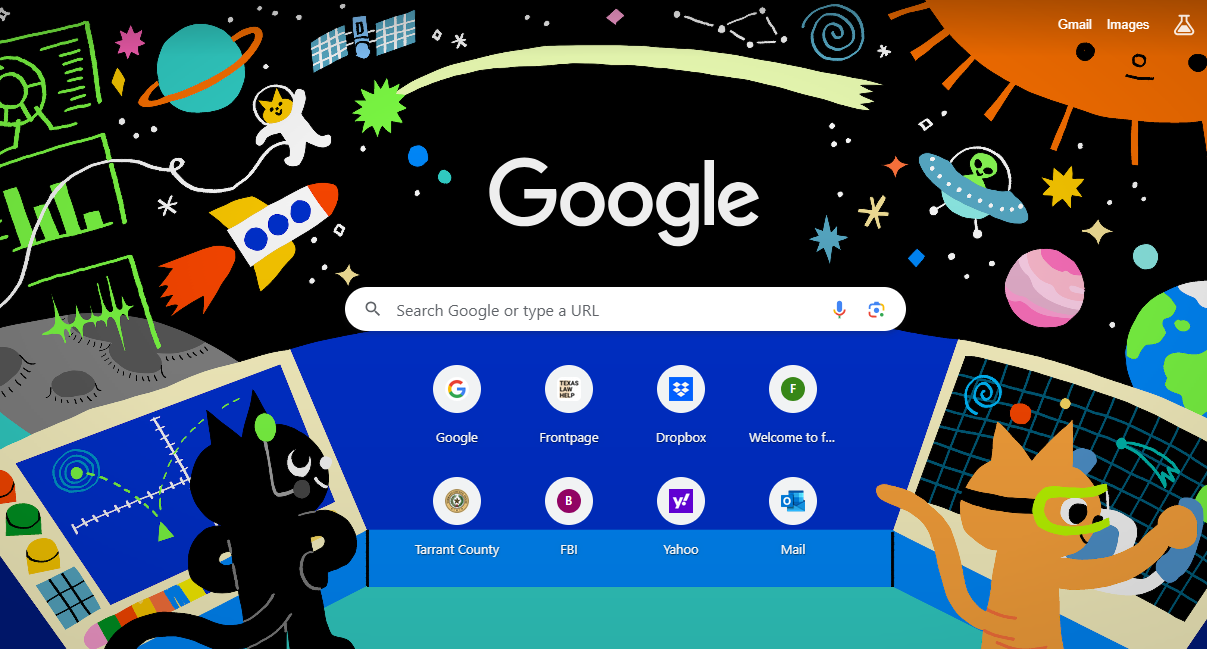 Gmail Images
Google
Search Google or type a URL
G
TEXAS
LAW
HELP
F
Google Frontpage Dropbox Welcome to f...
B
y!
O
Tarrant County FBI Yahoo Mail